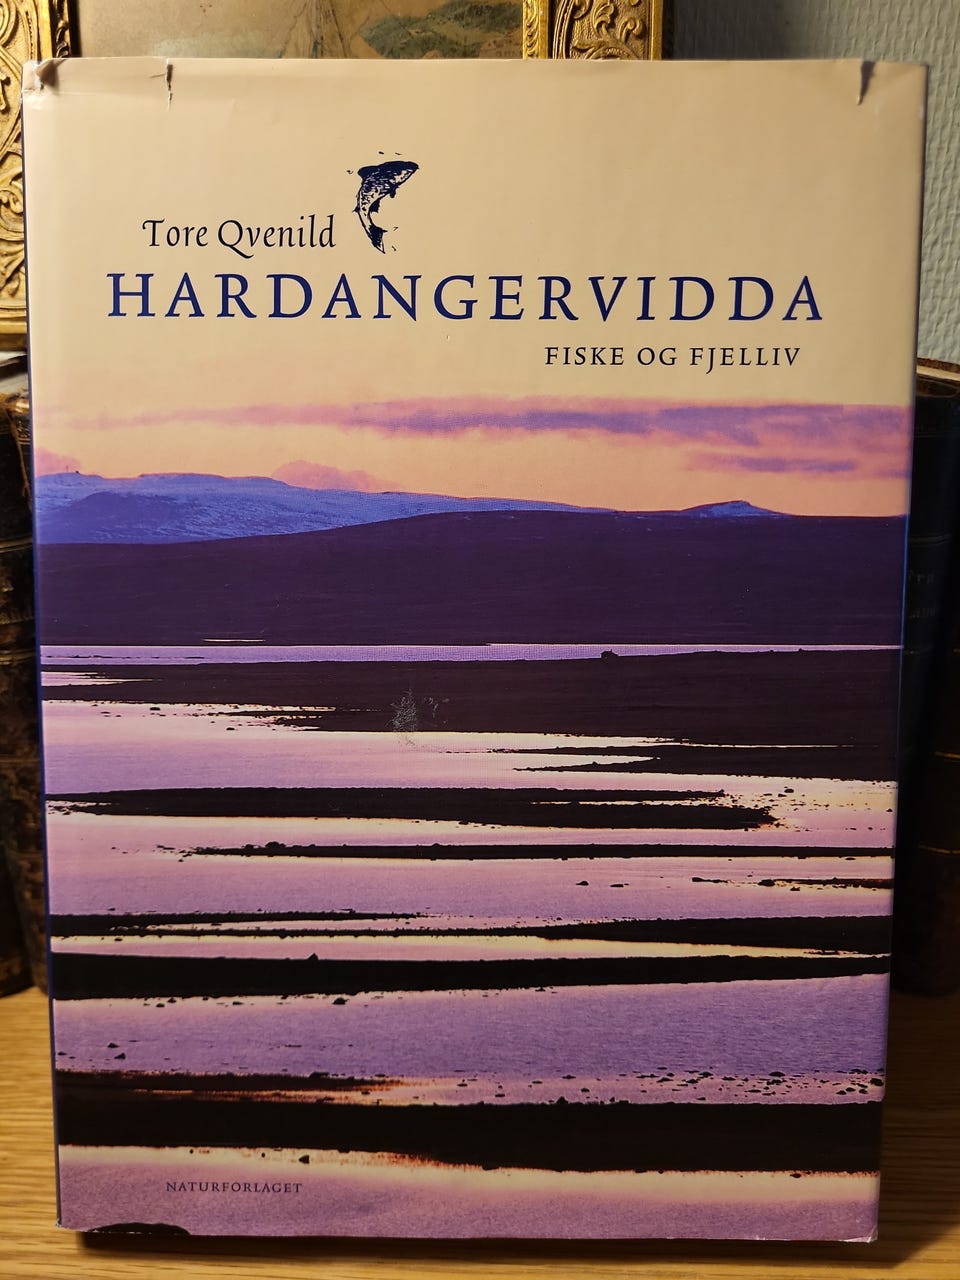 Tore Qvenild
HARDANGERVIDDA
FISKE OG FJELLIV
NATURFORLAGET